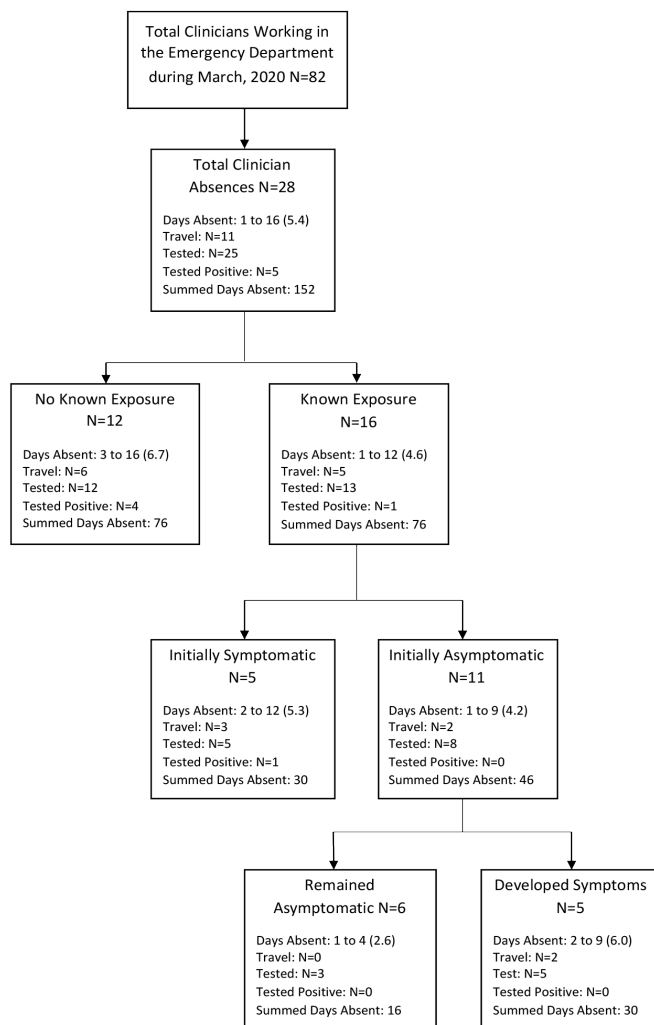 Total Clinicians Working in
the Emergency Department
during March, 2020 N=82
Total Clinician
Absences N=28
Days Absent: 1 to 16 (5.4)
Travel: N=11
Tested: N=25
Tested Positive: N=5
Summed Days Absent: 152
No Known Exposure
N=12
Days Absent: 3 to 16 (6.7)
Travel: N=6
Tested: N=12
Tested Positive: N=4
Summed Days Absent: 76
Known Exposure
N=16
Days Absent: 1 to 12 (4.6)
Travel: N=5
Tested: N=13
Tested Positive: N=1
Summed Days Absent: 76
Initially Symptomatic
N=5
Days Absent: 2 to 12 (5.3)
Travel: N=3
Tested: N=5
Tested Positive: N=1
Summed Days Absent: 30
Initially Asymptomatic
N=11
Days Absent: 1 to 9 (4.2)
Travel: N=2
Tested: N=8
Tested Positive: N=0
Summed Days Absent: 46
Remained
Asymptomatic N=6
Days Absent: 1 to 4 (2.6)
Travel: N=0
Tested: N=3
Tested Positive: N=0
Summed Days Absent: 16
Developed Symptoms
N=5
Days Absent: 2 to 9 (6.0)
Travel: N=2
Test: N=5
Tested Positive: N=0
Summed Days Absent: 30